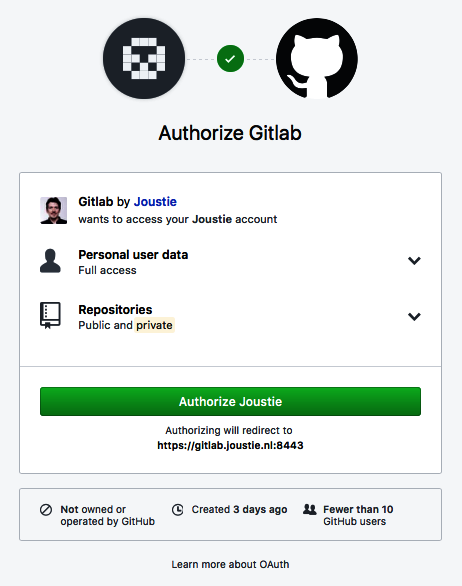 Authorize Gitlab
Gitlab by Joustie
wants to access your Joustie account
Personal user data
Full access
Repositories
Public and private
Authorize Joustie
Authorizing will redirect to
https://gitlab.joustie.nl:8443
Not owned or
operated by GitHub
Created 3 days ago
Fewer than 10
GitHub users
Learn more about OAuth